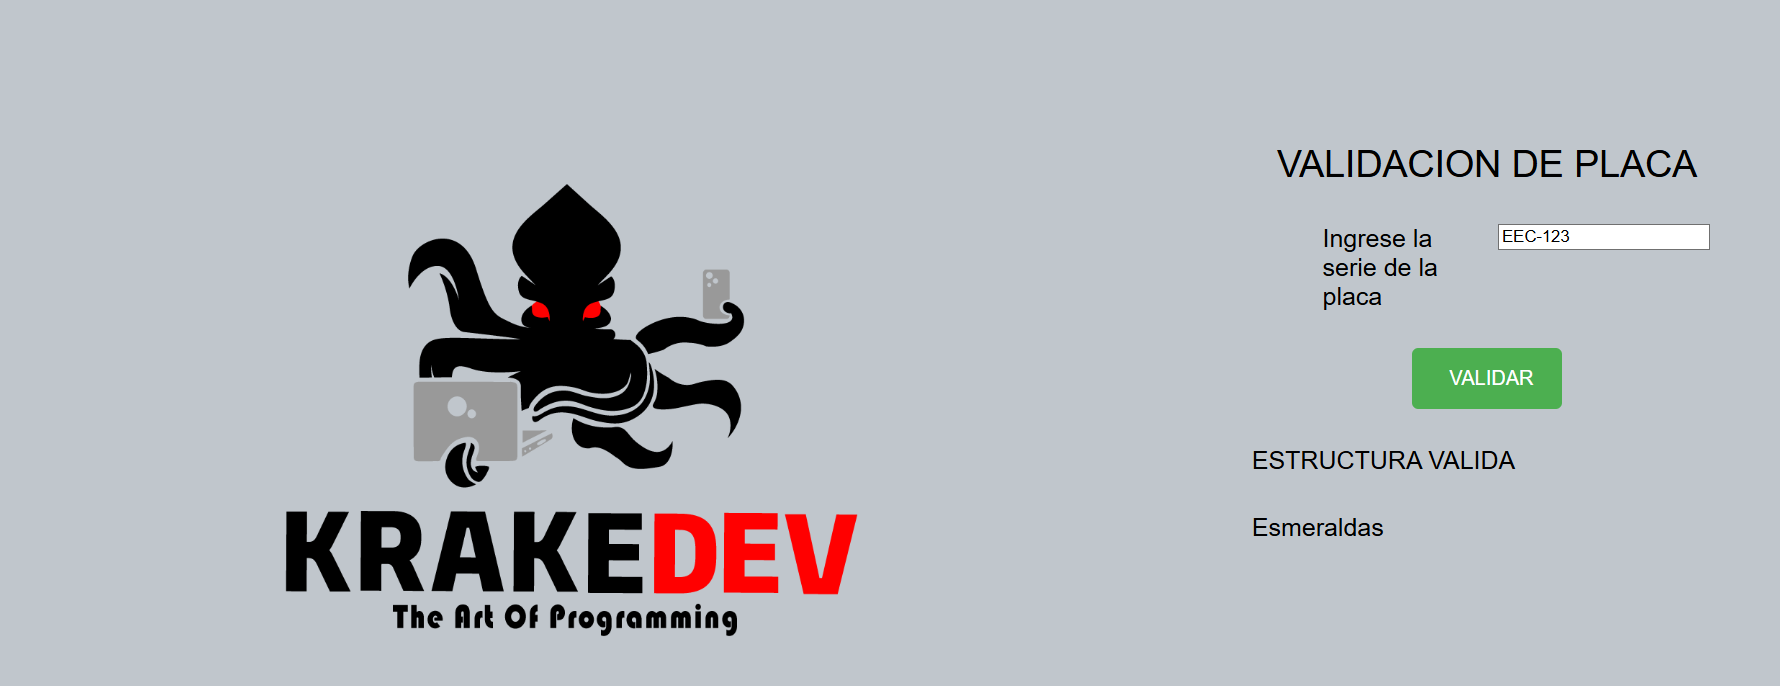 VALIDACION DE PLACA
Ingrese la
serie de la
placa
EEC-123
VALIDAR
ESTRUCTURA VALIDA
Esmeraldas
KRAKEDEV
The Art Of Programming